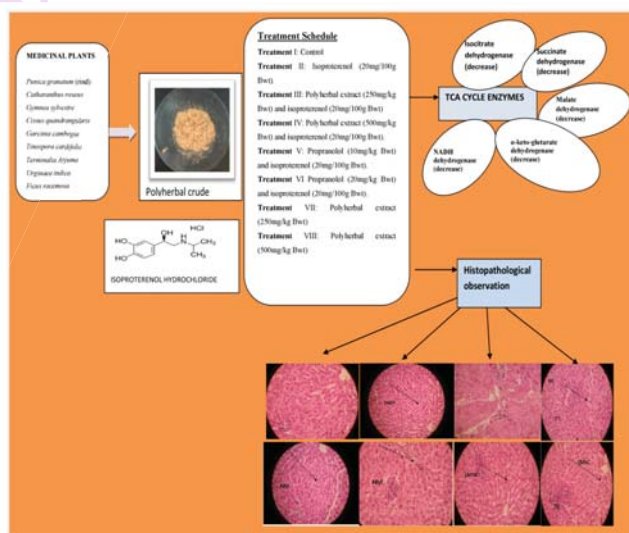 MEDICINAL PLANTS
Punica granatum (rind)
Catharanthus roseus
Gymnea sylvestre
Cissus quandrangularis
Garcinia cambogia
Tinospora cardifolia
Terminalia Arjuna
Urginaea indica
Ficus racemosa
Polyherbal crude
HO
HO
OH
HCl
ISOPROTERENOL HYDROCHLORIDE
Treatment Schedule
Treatment I: Control
Treatment II: Isoproterenol (20mg/100g
Bwt)
Treatment III: Polyherbal extract (250mg/kg
Bwt) and isoproterenol (20mg/100g Bwt).
Treatment IV: Polyherbal extract (500mg/kg
Bwt) and isoproterenol (20mg/100g Bwt).
Treatment V: Propranolol (10mg/kg Bwt)
and isoproterenol (20mg/100g Bwt).
Treatment VI Propranolol (20mg/kg Bwt)
and isoproterenol (20mg/100g Bwt).
Treatment VII: Polyherbal extract
(250mg/kg Bwt)
Treatment VIII: Polyherbal extract
(500mg/kg Bwt)
TCA CYCLE ENZYMES
Isocitrate
dehydrogenase
(decrease)
Succinate
dehydrogenase
(decrease)
Malate
dehydrogenase
(decrease)
α-keto-glutarate
dehydrogenase
(decrease)
NADH
dehydrogenase
(decrease)
Histopathological
observation